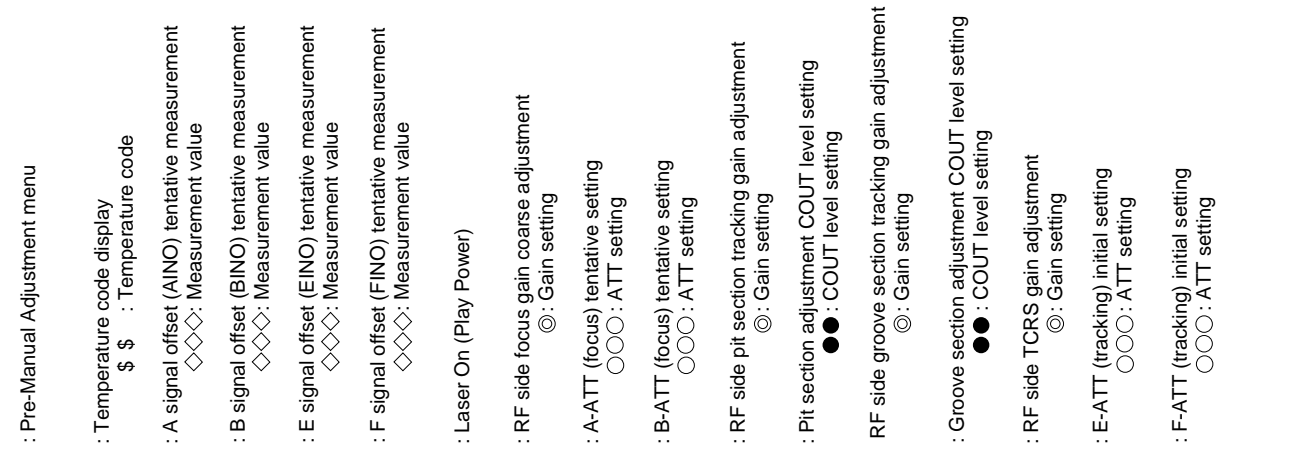 : Pre-Manual Adjustment menu
: Temperature code display
$ $ : Temperature code
: A signal offset (AINO) tentative measurement
◇◇◇: Measurement value
: B signal offset (BINO) tentative measurement
◇◇◇: Measurement value
: E signal offset (EINO) tentative measurement
◇◇◇: Measurement value
: F signal offset (FINO) tentative measurement
◇◇◇: Measurement value
: Laser On (Play Power)
: RF side focus gain coarse adjustment
◎: Gain setting
: A-ATT (focus) tentative setting
○○○: ATT setting
: B-ATT (focus) tentative setting
○○○: ATT setting
: RF side pit section tracking gain adjustment
◎: Gain setting
: Pit section adjustment COUT level setting
●● : COUT level setting
RF side groove section tracking gain adjustment
◎: Gain setting
: Groove section adjustment COUT level setting
●● : COUT level setting
: RF side TCRS gain adjustment
◎: Gain setting
: E-ATT (tracking) initial setting
○○○: ATT setting
: F-ATT (tracking) initial setting
○○○: ATT setting